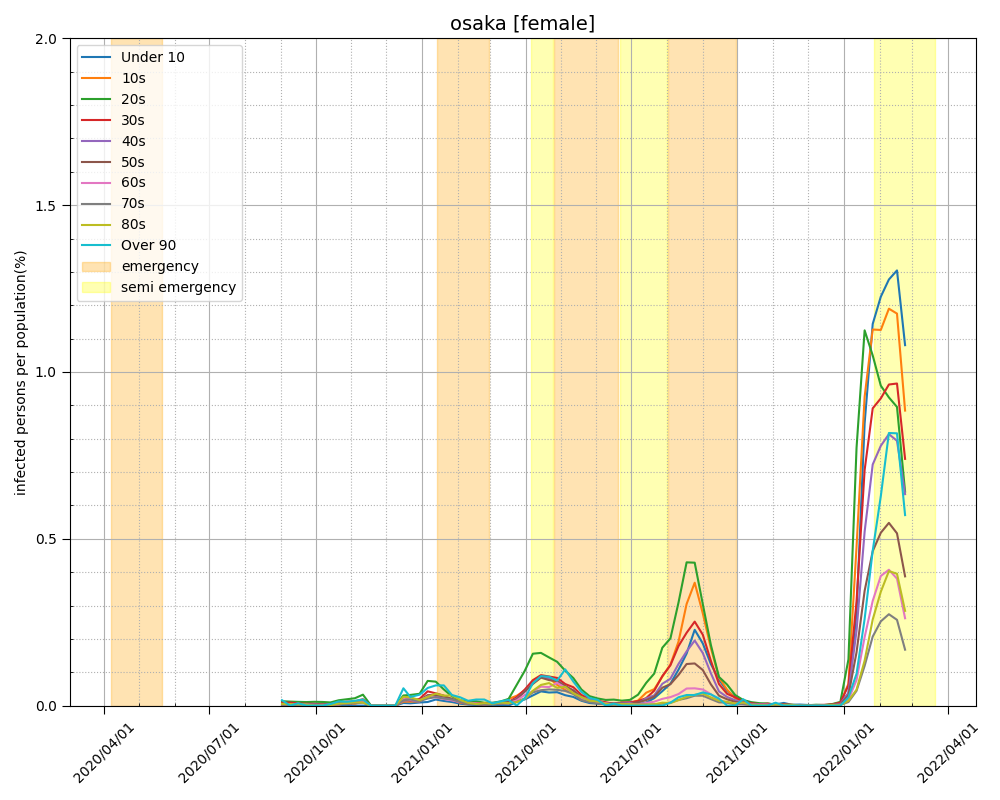 osaka [female]
infected persons per population(%)
2.0
1.5
1.0
0.5
0.0
Under 10
10s
20s
30s
40s
50s
60s
70s
80s
Over 90
emergency
semi emergency
2020/04/01
2020/07/01
2020/10/01
2021/01/01
2021/04/01
2021/07/01
2021/10/01
2022/01/01
2022/04/01